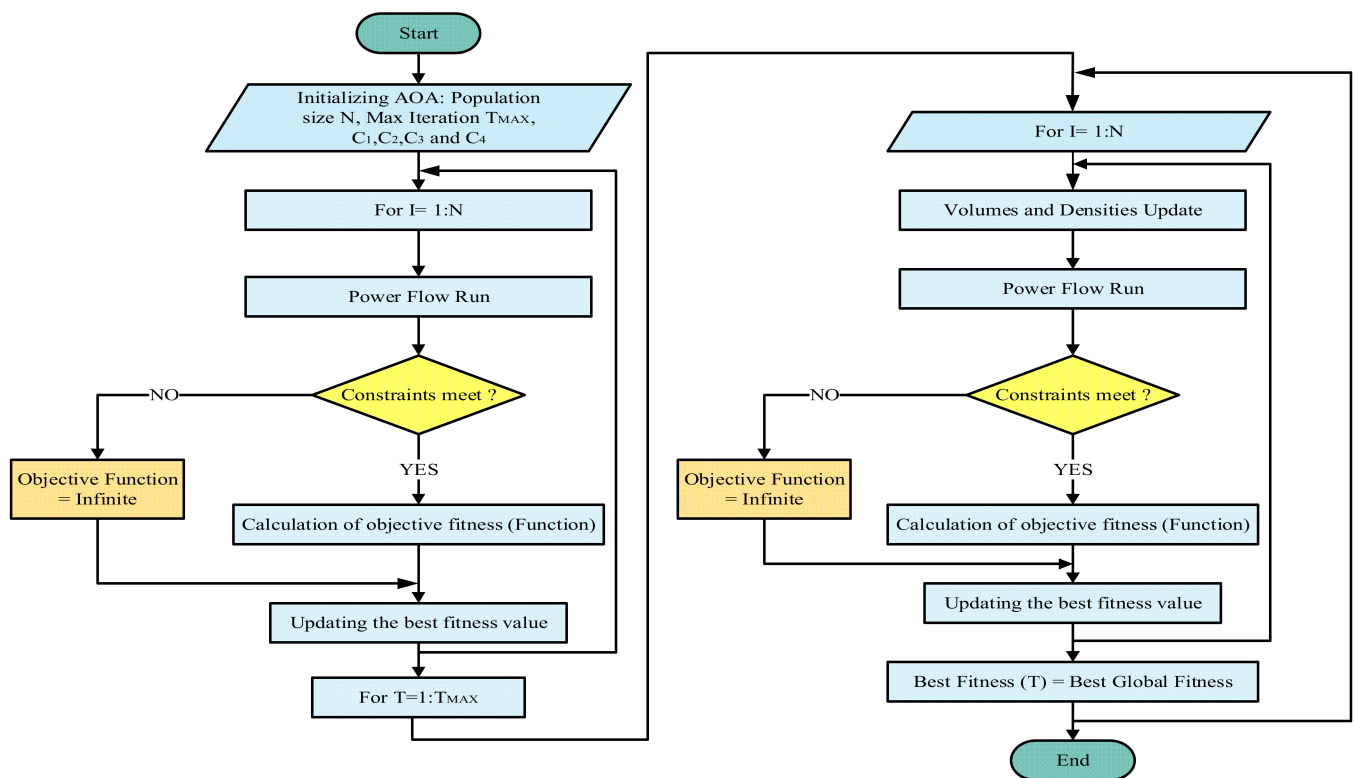 Start
Initializing AOA: Population
size N, Max Iteration TMAX,
C1,C2,C3 and C4
For I= 1:N
Power Flow Run
Constraints meet ?
NO
YES
Objective Function
= Infinite
Calculation of objective fitness (Function)
Updating the best fitness value
For T=1:TMAX
For I= 1:N
Volumes and Densities Update
Power Flow Run
Constraints meet ?
NO
YES
Objective Function
= Infinite
Calculation of objective fitness (Function)
Updating the best fitness value
Best Fitness (T) = Best Global Fitness
End